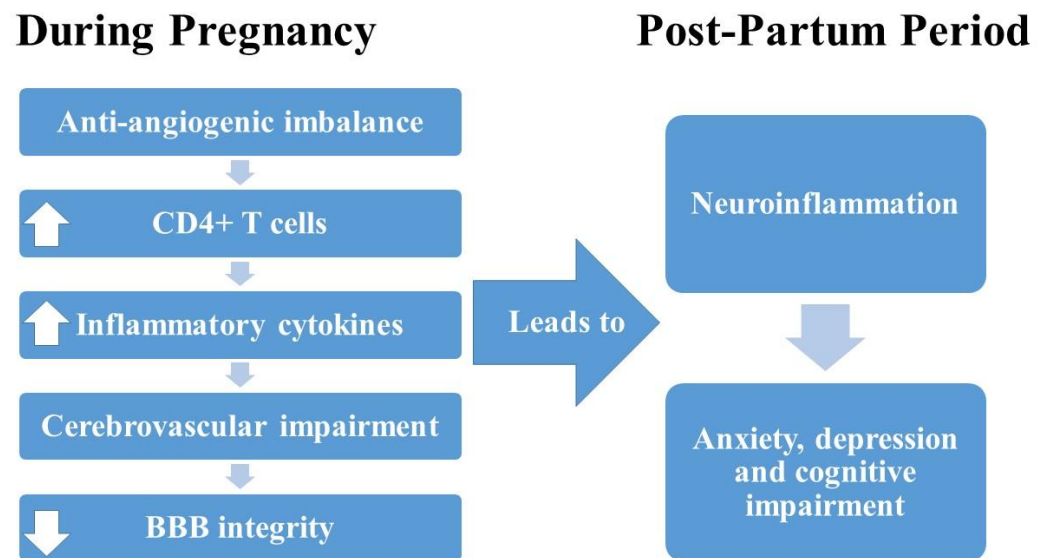 During Pregnancy
Anti-angiogenic imbalance
CD4+ T cells
Inflammatory cytokines
Cerebrovascular impairment
BBB integrity
Leads to
Post-Partum Period
Neuroinflammation
Anxiety, depression
and cognitive
impairment